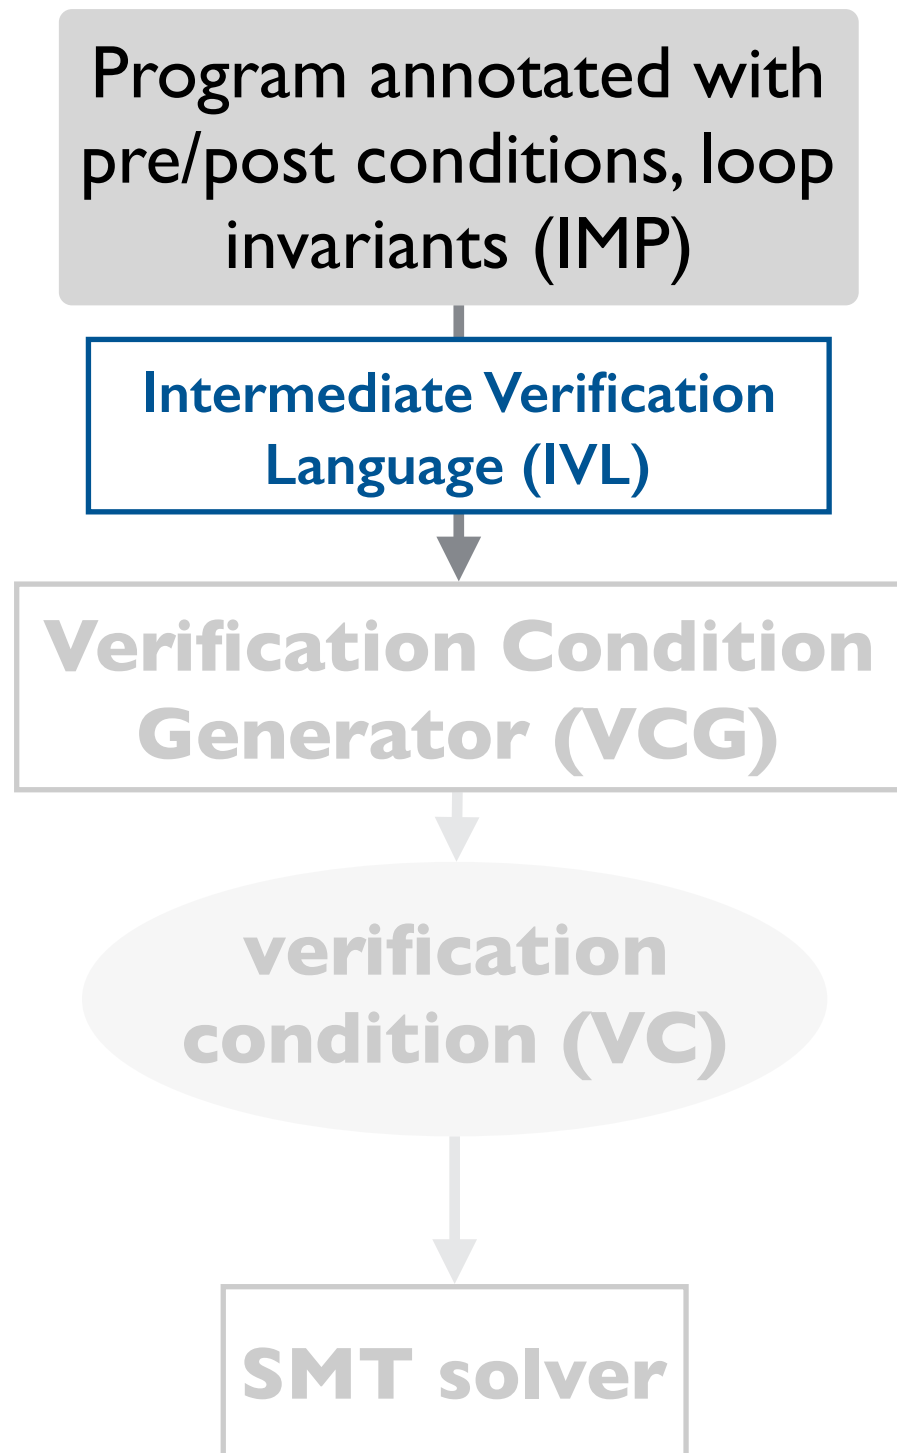 Program annotated with
pre/post conditions, loop
invariants (IMP)
Intermediate Verification
Language (IVL)
Verification Condition
Generator (VCG)
verification
condition (VC)
SMT solver